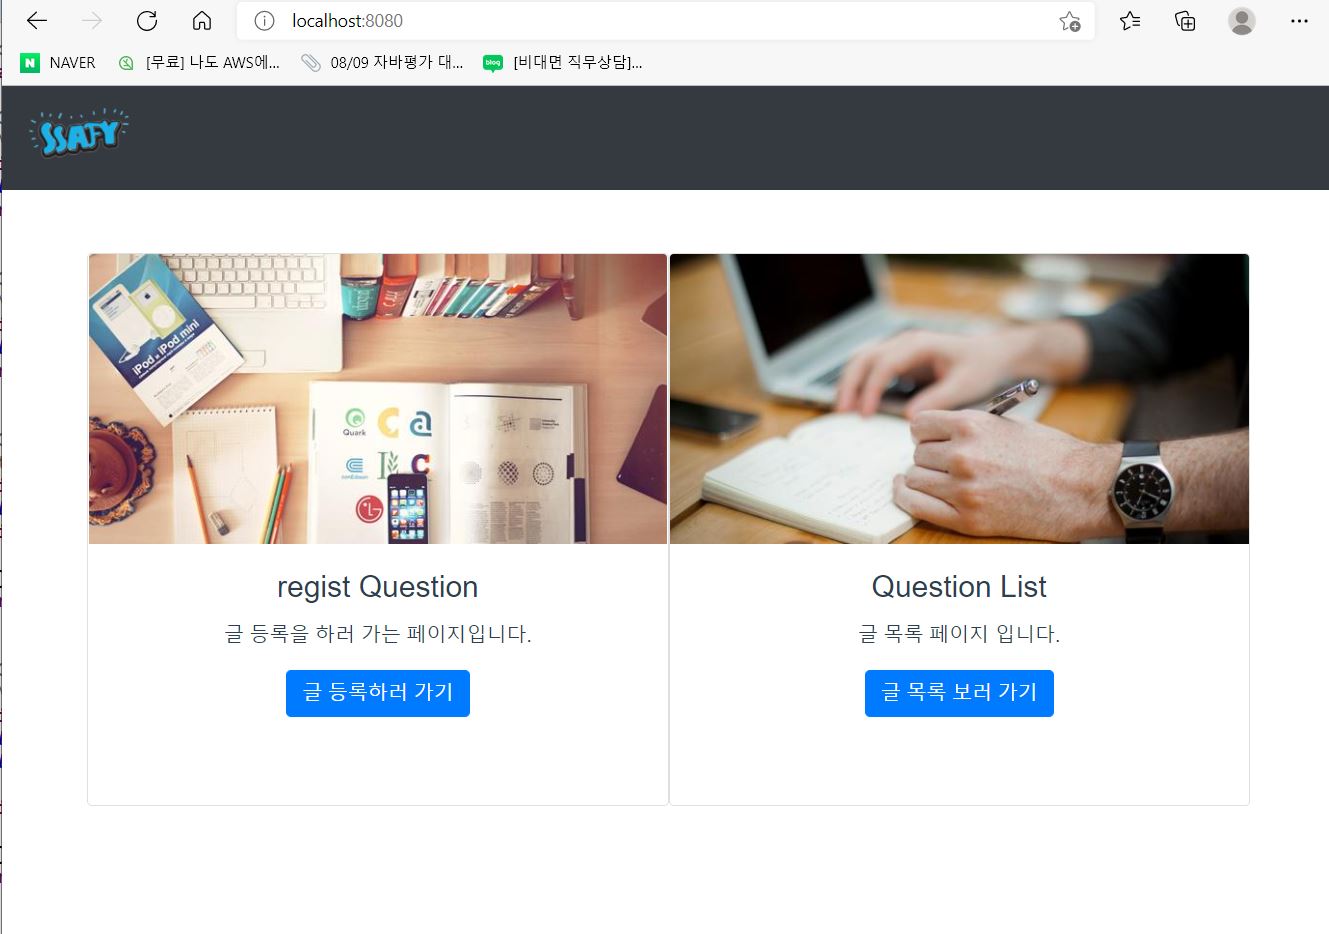 localhost:8080
NAVER
[무료] 나도 AWS에...
08/09 자바평가 대...
blog
[비대면 직무상담]...
SSAFY
iPod & iPod mini
Quark
C a
LG
regist Question
글 등록을 하러 가는 페이지입니다.
글 등록하러 가기
Question List
글 목록 페이지 입니다.
글 목록 보러 가기